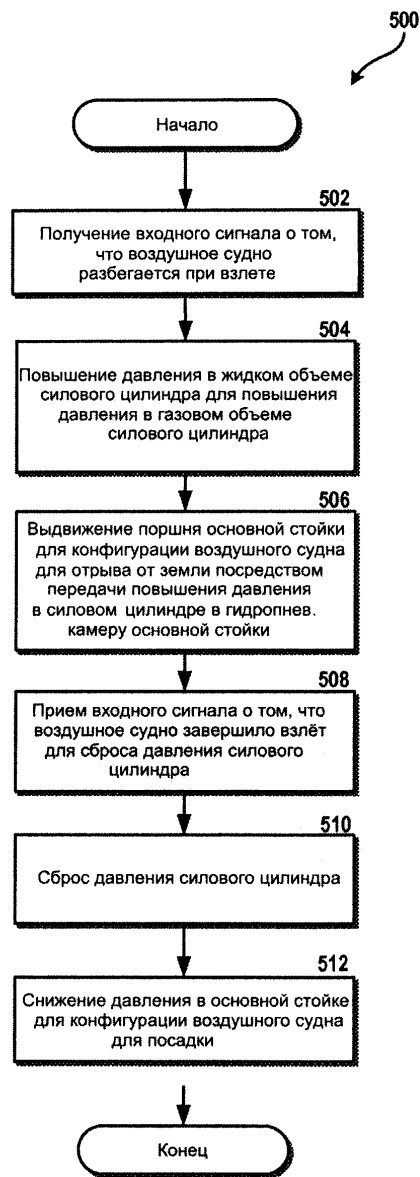 500
Начало
502
Получение входного сигнала о том,
что воздушное судно
разбегается при взлете
504
Повышение давления в жидком объеме
силового цилиндра для повышения
давления в газовом объеме
силового цилиндра
506
Выдвижение поршня основной стойки
для конфигурации воздушного судна
для отрыва от земли посредством
передачи повышения давления
в силовом цилиндре в гидропнев.
камеру основной стойки
508
Прием входного сигнала о том, что
воздушное судно завершило взлёт
для сброса давления силового
цилиндра
510
Сброс давления силового цилиндра
512
Снижение давления в основной стойке
для конфигурации воздушного судна
для посадки
Конец